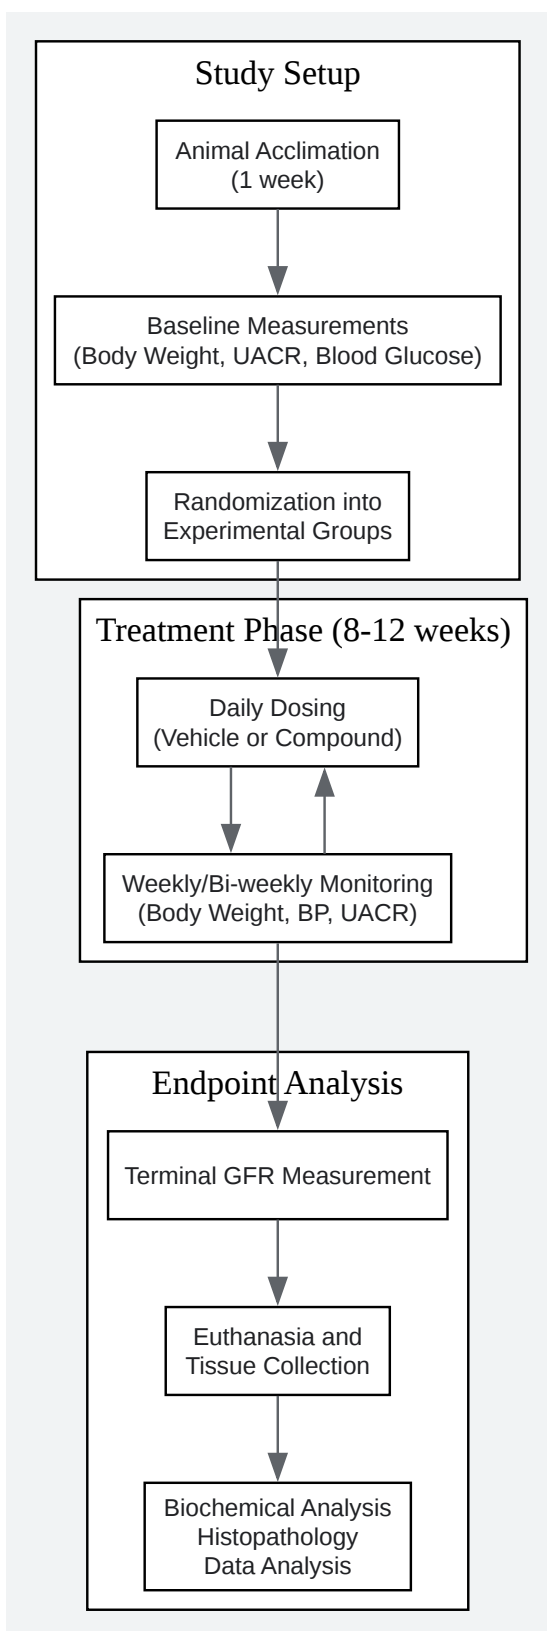 Study Setup
Animal Acclimation
(1 week)
Baseline Measurements
(Body Weight, UACR, Blood Glucose)
Randomization into
Experimental Groups
Treatment Phase (8-12 weeks)
Daily Dosing
(Vehicle or Compound)
Weekly/Bi-weekly Monitoring
(Body Weight, BP, UACR)
Endpoint Analysis
Terminal GFR Measurement
Euthanasia and
Tissue Collection
Biochemical Analysis
Histopathology
Data Analysis